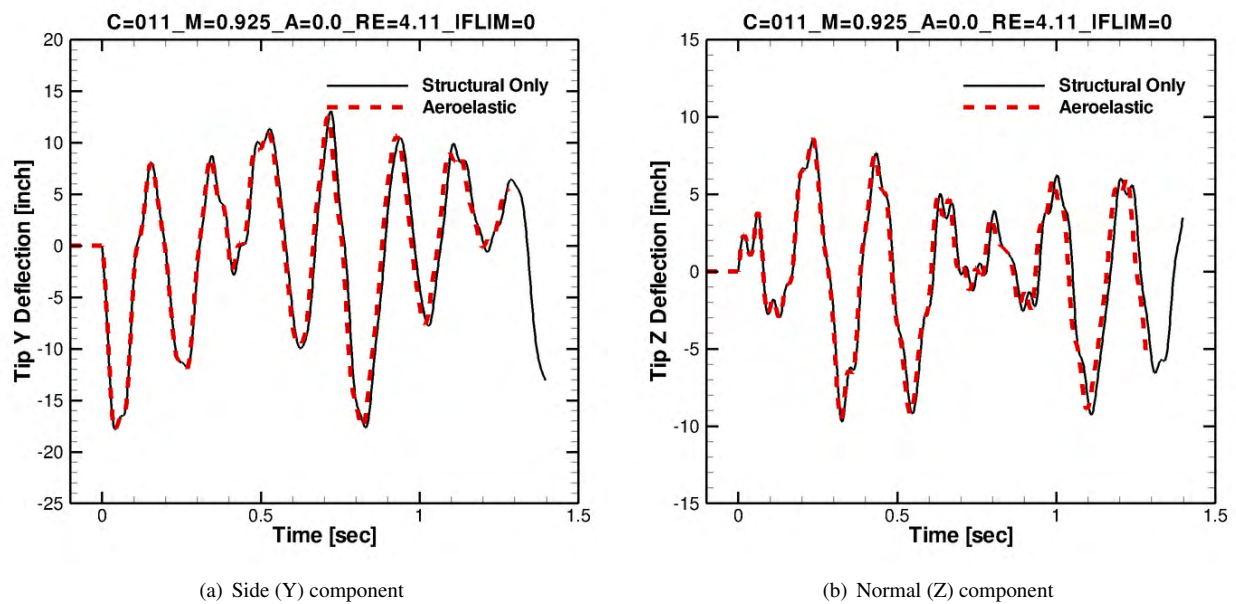 C=011_M=0.925_A=0.0_RE=4.11_IFLIM=0
20
15
10
5
0
-5
-10
-15
-20
-25
Tip Y Deflection [inch]
Structural Only
Aeroelastic
0
0.5
1
1.5
Time [sec]
(a) Side (Y) component
C=011_M=0.925_A=0.0_RE=4.11_IFLIM=0
15
10
5
0
-5
-10
-15
Tip Z Deflection [inch]
Structural Only
Aeroelastic
0
0.5
1
1.5
Time [sec]
(b) Normal (Z) component